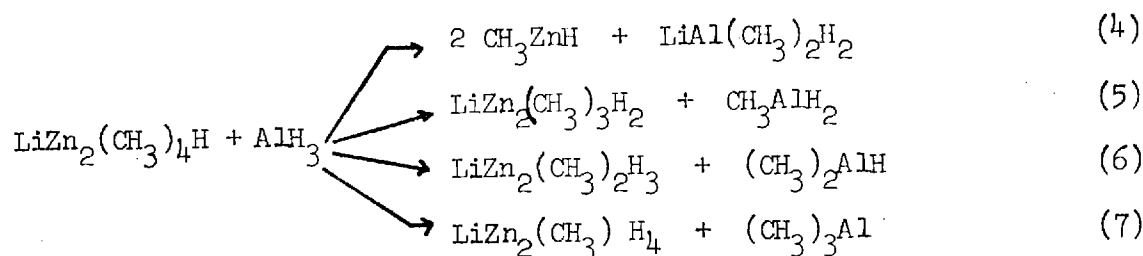 2 CH3ZnH + LiAl(CH3)2H2 (4)
LiZn2(CH3)3H2 + CH3AlH2 (5)
LiZn2(CH3)4H + AlH3
LiZn2(CH3)2H3 + (CH3)2AlH (6)
LiZn2(CH3) H4 + (CH3)3Al (7)